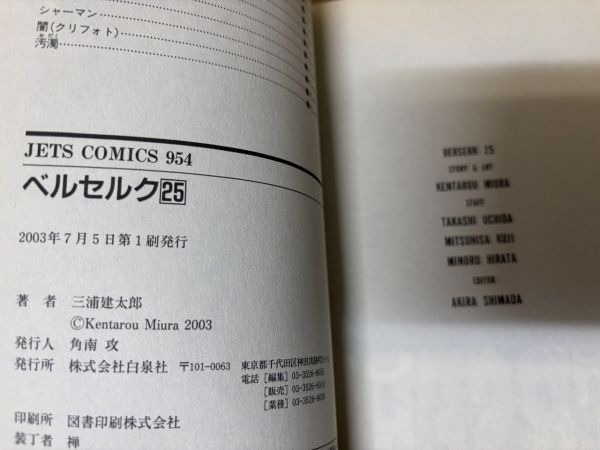 シャーマン
闇(クリフォト)
汚濁
JETS COMICS 954
ベルセルク25
2003年7月5日第1刷発行
著者 三浦建太郎
©Kentarou Miura 2003
発行人 角南 攻
発行所 株式会社白泉社 〒101-0063 東京都千代田区神田淡路町
電話[編集]03-3526-
[販売]03-3526-
[業務]03-3526-
印刷所 図書印刷株式会社
装丁者 禅
BERSERK 25
STORY & ART
KENTAROU MIURA
STAFF
TAKASHI UCHIDA
MITSUHISA KUJI
MINORU HIRATA
EDITOR
AKIRA SHIMADA